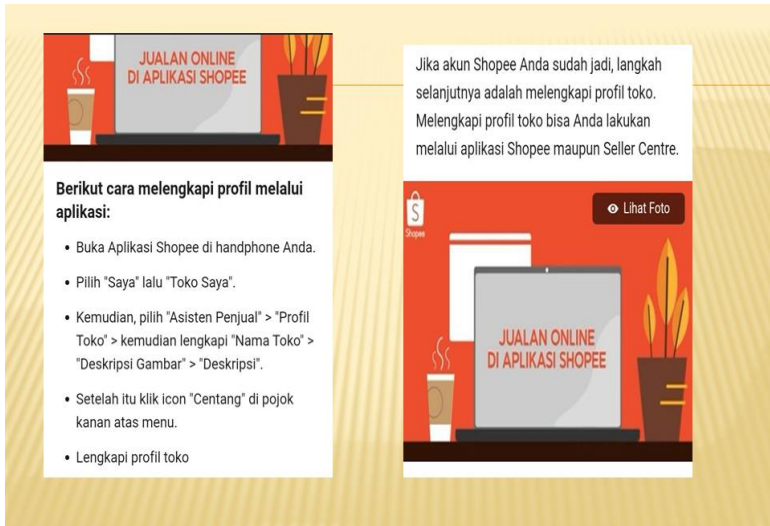 JUALAN ONLINE
DI APLIKASI SHOPEE
Berikut cara melengkapi profil melalui
aplikasi:
• Buka Aplikasi Shopee di handphone Anda.
• Pilih "Saya" lalu "Toko Saya".
• Kemudian, pilih "Asisten Penjual" > "Profil
Toko" > kemudian lengkapi "Nama Toko" >
"Deskripsi Gambar" > "Deskripsi".
• Setelah itu klik icon "Centang" di pojok
kanan atas menu.
• Lengkapi profil toko
Jika akun Shopee Anda sudah jadi, langkah
selanjutnya adalah melengkapi profil toko.
Melengkapi profil toko bisa Anda lakukan
melalui aplikasi Shopee maupun Seller Centre.
S
Shopee
Lihat Foto
JUALAN ONLINE
DI APLIKASI SHOPEE